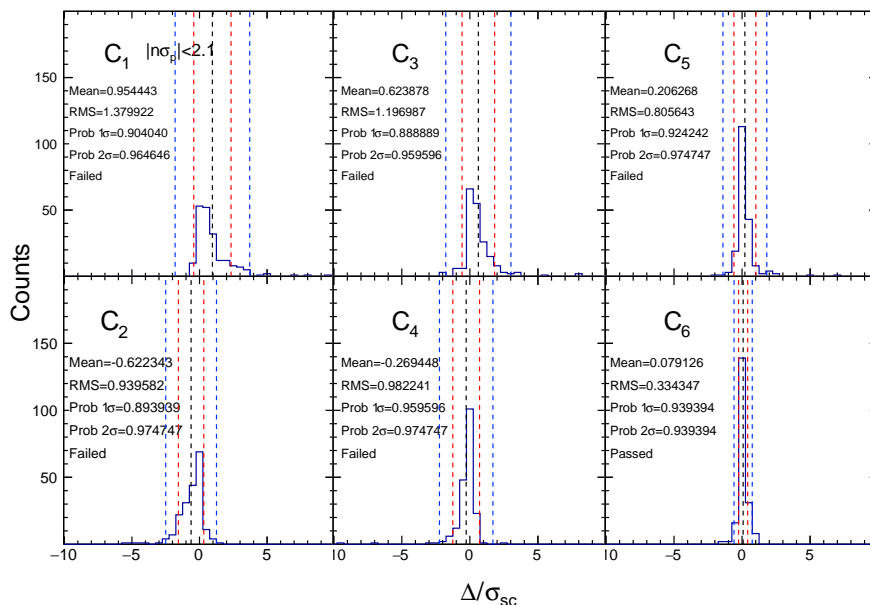 C1 |nσp|<2.1
Mean=0.954443
RMS=1.379922
Prob 1σ=0.904040
Prob 2σ=0.964646
Failed
C3
Mean=0.623878
RMS=1.196987
Prob 1σ=0.888889
Prob 2σ=0.959596
Failed
C5
Mean=0.206268
RMS=0.805643
Prob 1σ=0.924242
Prob 2σ=0.974747
Failed
150
100
50
Counts
C2
Mean=-0.622343
RMS=0.939582
Prob 1σ=0.893939
Prob 2σ=0.974747
Failed
C4
Mean=-0.269448
RMS=0.982241
Prob 1σ=0.959596
Prob 2σ=0.974747
Failed
C6
Mean=0.079126
RMS=0.334347
Prob 1σ=0.939394
Prob 2σ=0.939394
Passed
150
100
50
−10 −5 0 5
−10 −5 0 5
−5 0 5
Δ/σsc